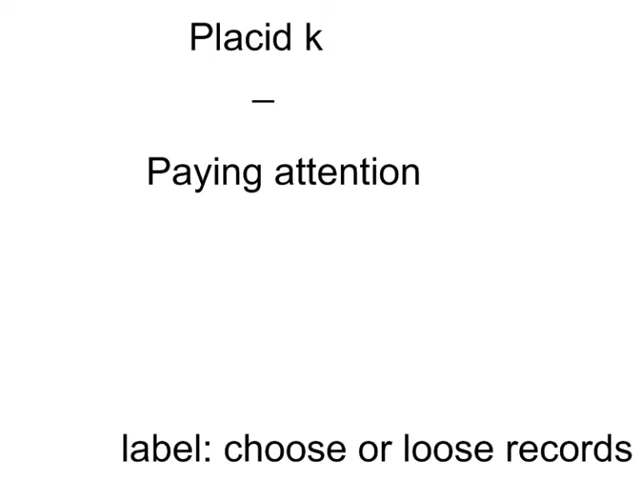 Placid k
–
Paying attention
label: choose or loose records